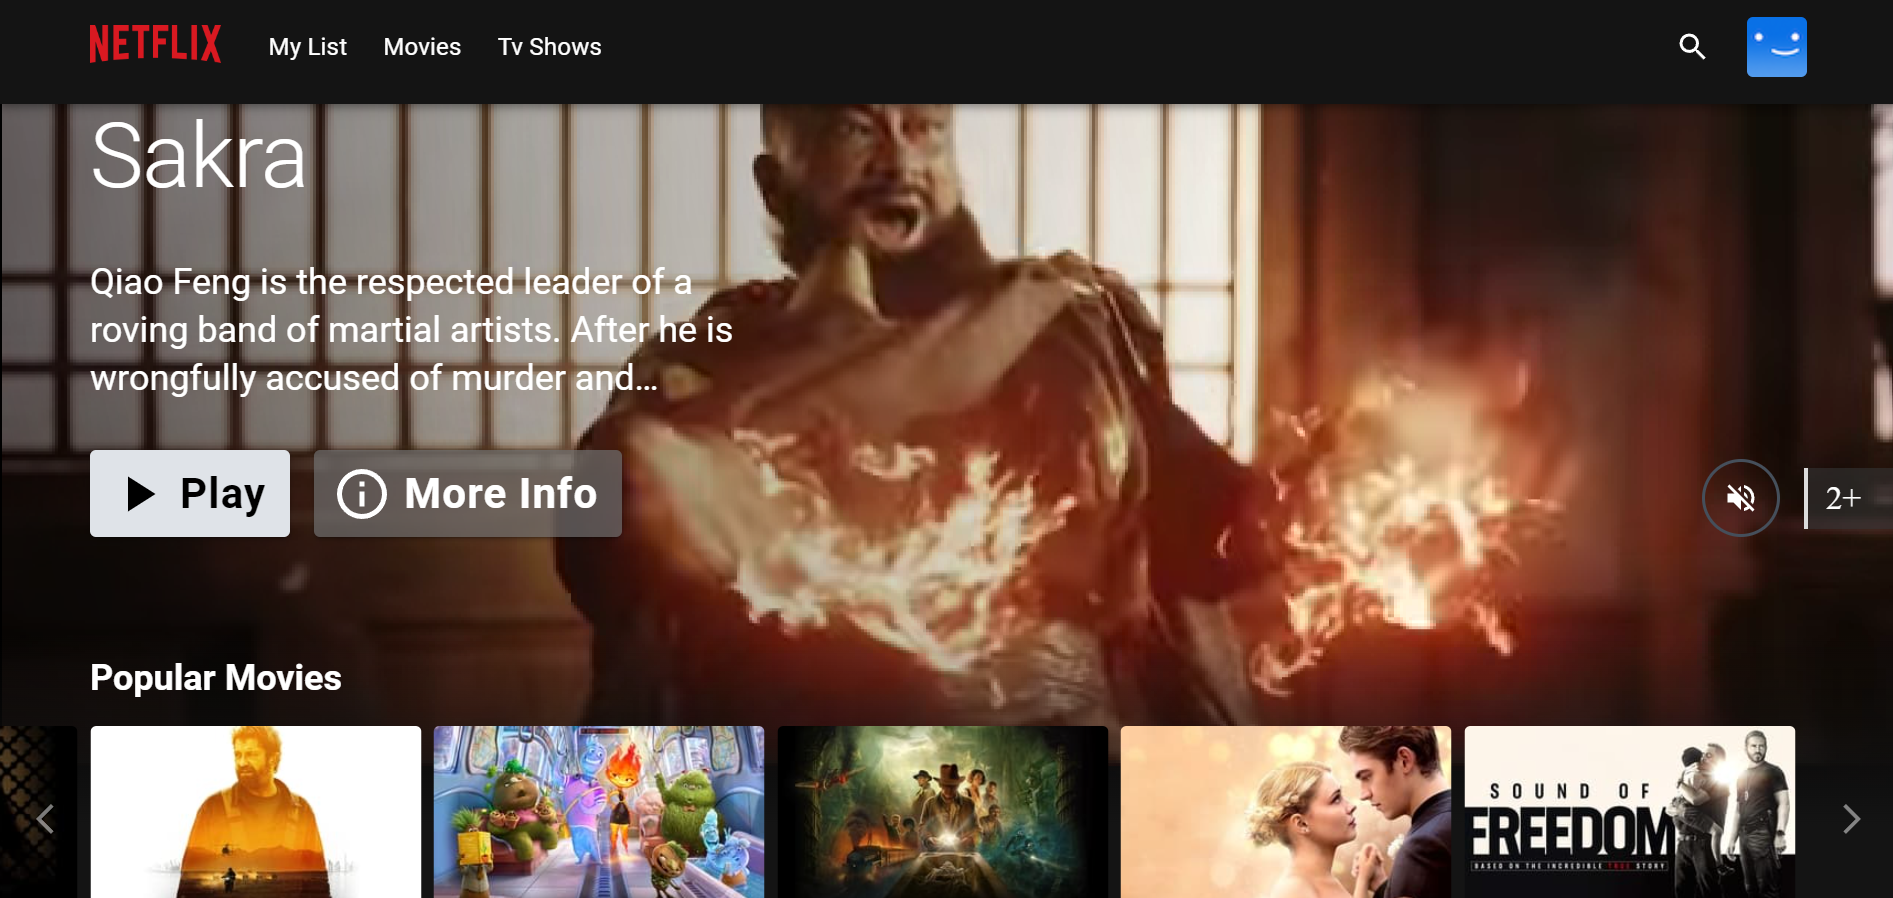 NETFLIX
My List
Movies
Tv Shows
Sakra
Qiao Feng is the respected leader of a
roving band of martial artists. After he is
wrongfully accused of murder and…
Play
More Info
2+
Popular Movies
SOUND OF
FREEDOM
BASED ON THE INCREDIBLE TRUE STORY